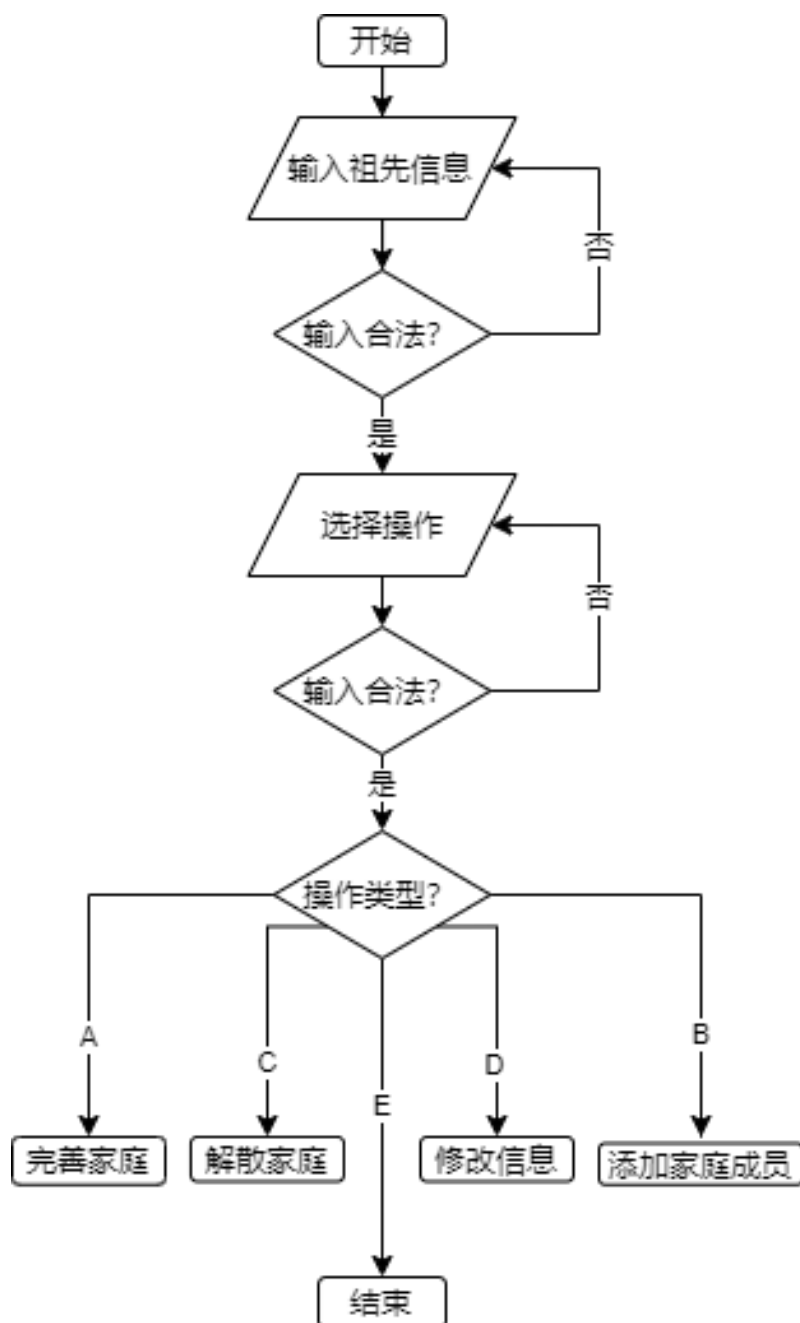 开始
输入祖先信息
否
输入合法?
是
选择操作
否
输入合法?
是
操作类型?
A
B
C
D
E
完善家庭
解散家庭
修改信息
添加家庭成员
结束